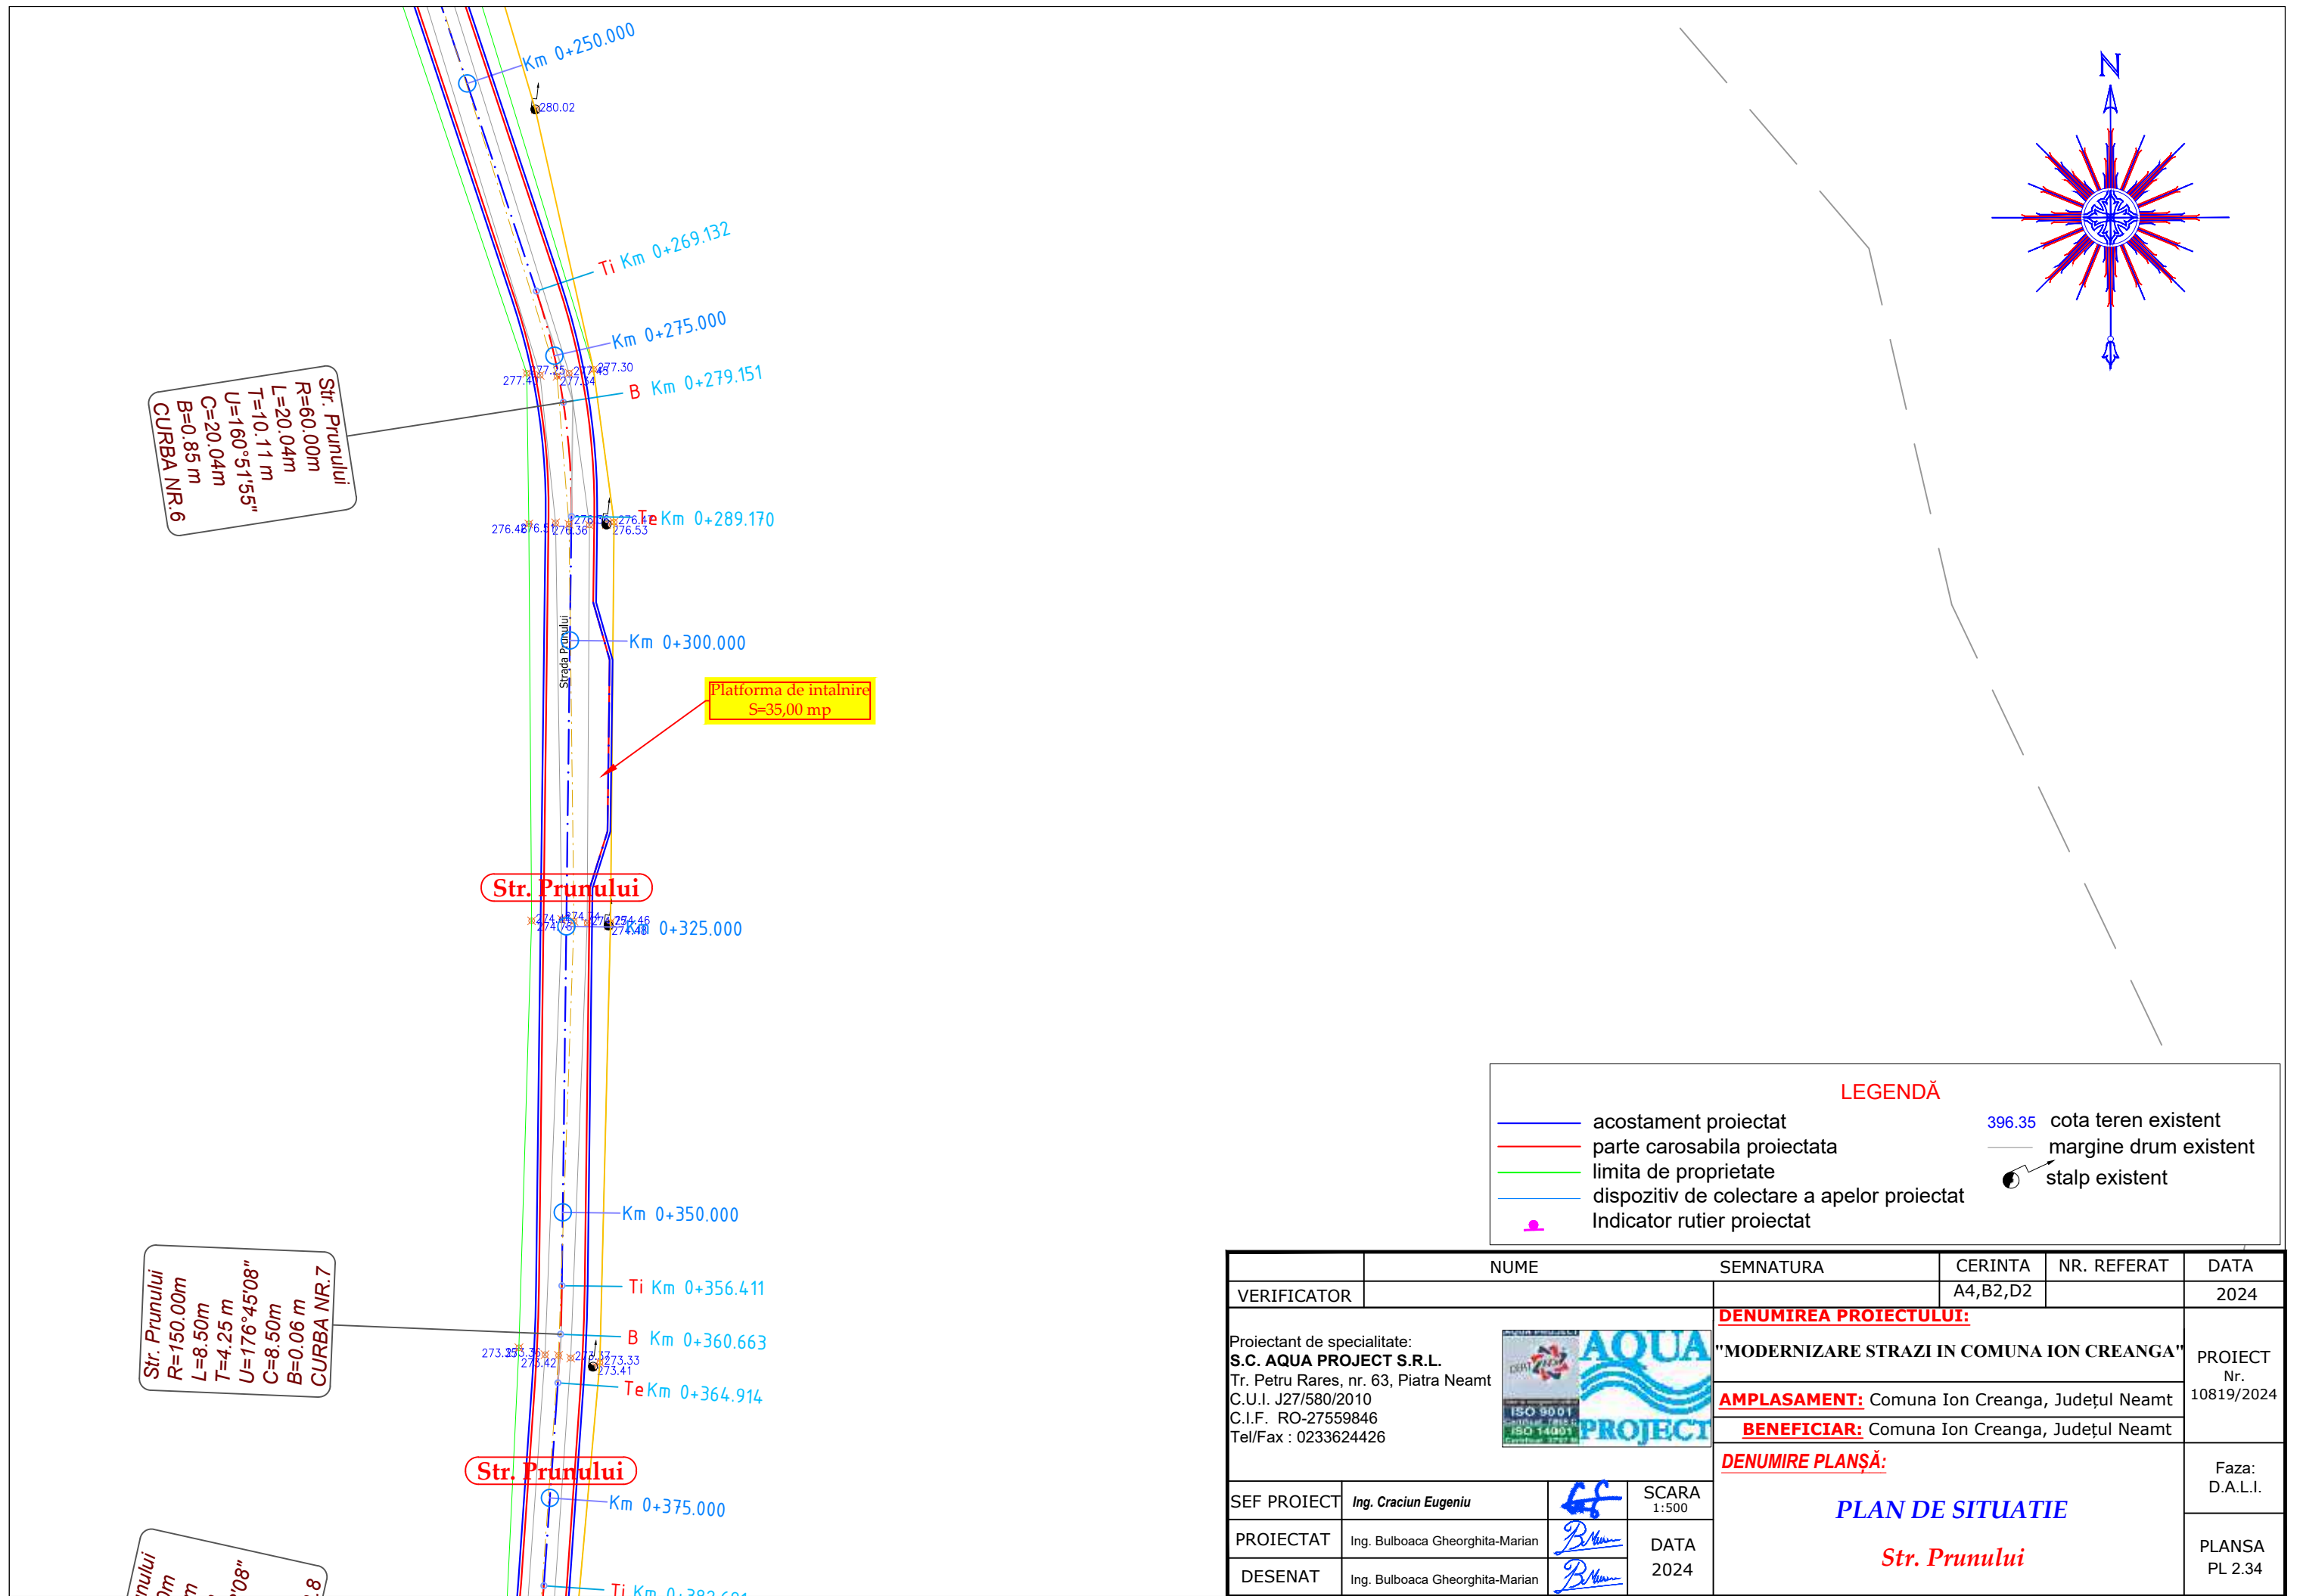 Km 0+250.000
280.02
Ti Km 0+269.132
Km 0+275.000
277.30
277.25
B Km 0+279.151
Str. Prunului
R=60.00m
L=20.04m
T=10.11 m
U=160°51'55"
C=20.04m
B=0.85 m
CURBA NR.6
Te Km 0+289.170
276.36
276.53
Strada Prunului
Km 0+300.000
Platforma de intalnire
S=35,00 mp
Str. Prunului
Km 0+325.000
Km 0+350.000
Ti Km 0+356.411
B Km 0+360.663
273.42
273.33
273.41
Te Km 0+364.914
Str. Prunului
R=150.00m
L=8.50m
T=4.25 m
U=176°45'08"
C=8.50m
B=0.06 m
CURBA NR.7
Str. Prunului
Km 0+375.000
N
LEGENDĂ
acostament proiectat
parte carosabila proiectata
limita de proprietate
dispozitiv de colectare a apelor proiectat
Indicator rutier proiectat
396.35 cota teren existent
margine drum existent
stalp existent
NUME SEMNATURA CERINTA NR. REFERAT DATA
VERIFICATOR A4,B2,D2 2024
Proiectant de specialitate:
S.C. AQUA PROJECT S.R.L.
Tr. Petru Rares, nr. 63, Piatra Neamt
C.U.I. J27/580/2010
C.I.F. RO-27559846
Tel/Fax : 0233624426
AQUA
PROJECT
ISO 9001
ISO 14001
DENUMIREA PROIECTULUI:
"MODERNIZARE STRAZI IN COMUNA ION CREANGA"
AMPLASAMENT: Comuna Ion Creanga, Județul Neamt
BENEFICIAR: Comuna Ion Creanga, Județul Neamt
PROIECT
Nr.
10819/2024
SEF PROIECT Ing. Craciun Eugeniu
SCARA
1:500
PROIECTAT Ing. Bulboaca Gheorghita-Marian
DESENAT Ing. Bulboaca Gheorghita-Marian
DATA
2024
DENUMIRE PLANȘĂ:
PLAN DE SITUATIE
Str. Prunului
Faza:
D.A.L.I.
PLANSA
PL 2.34